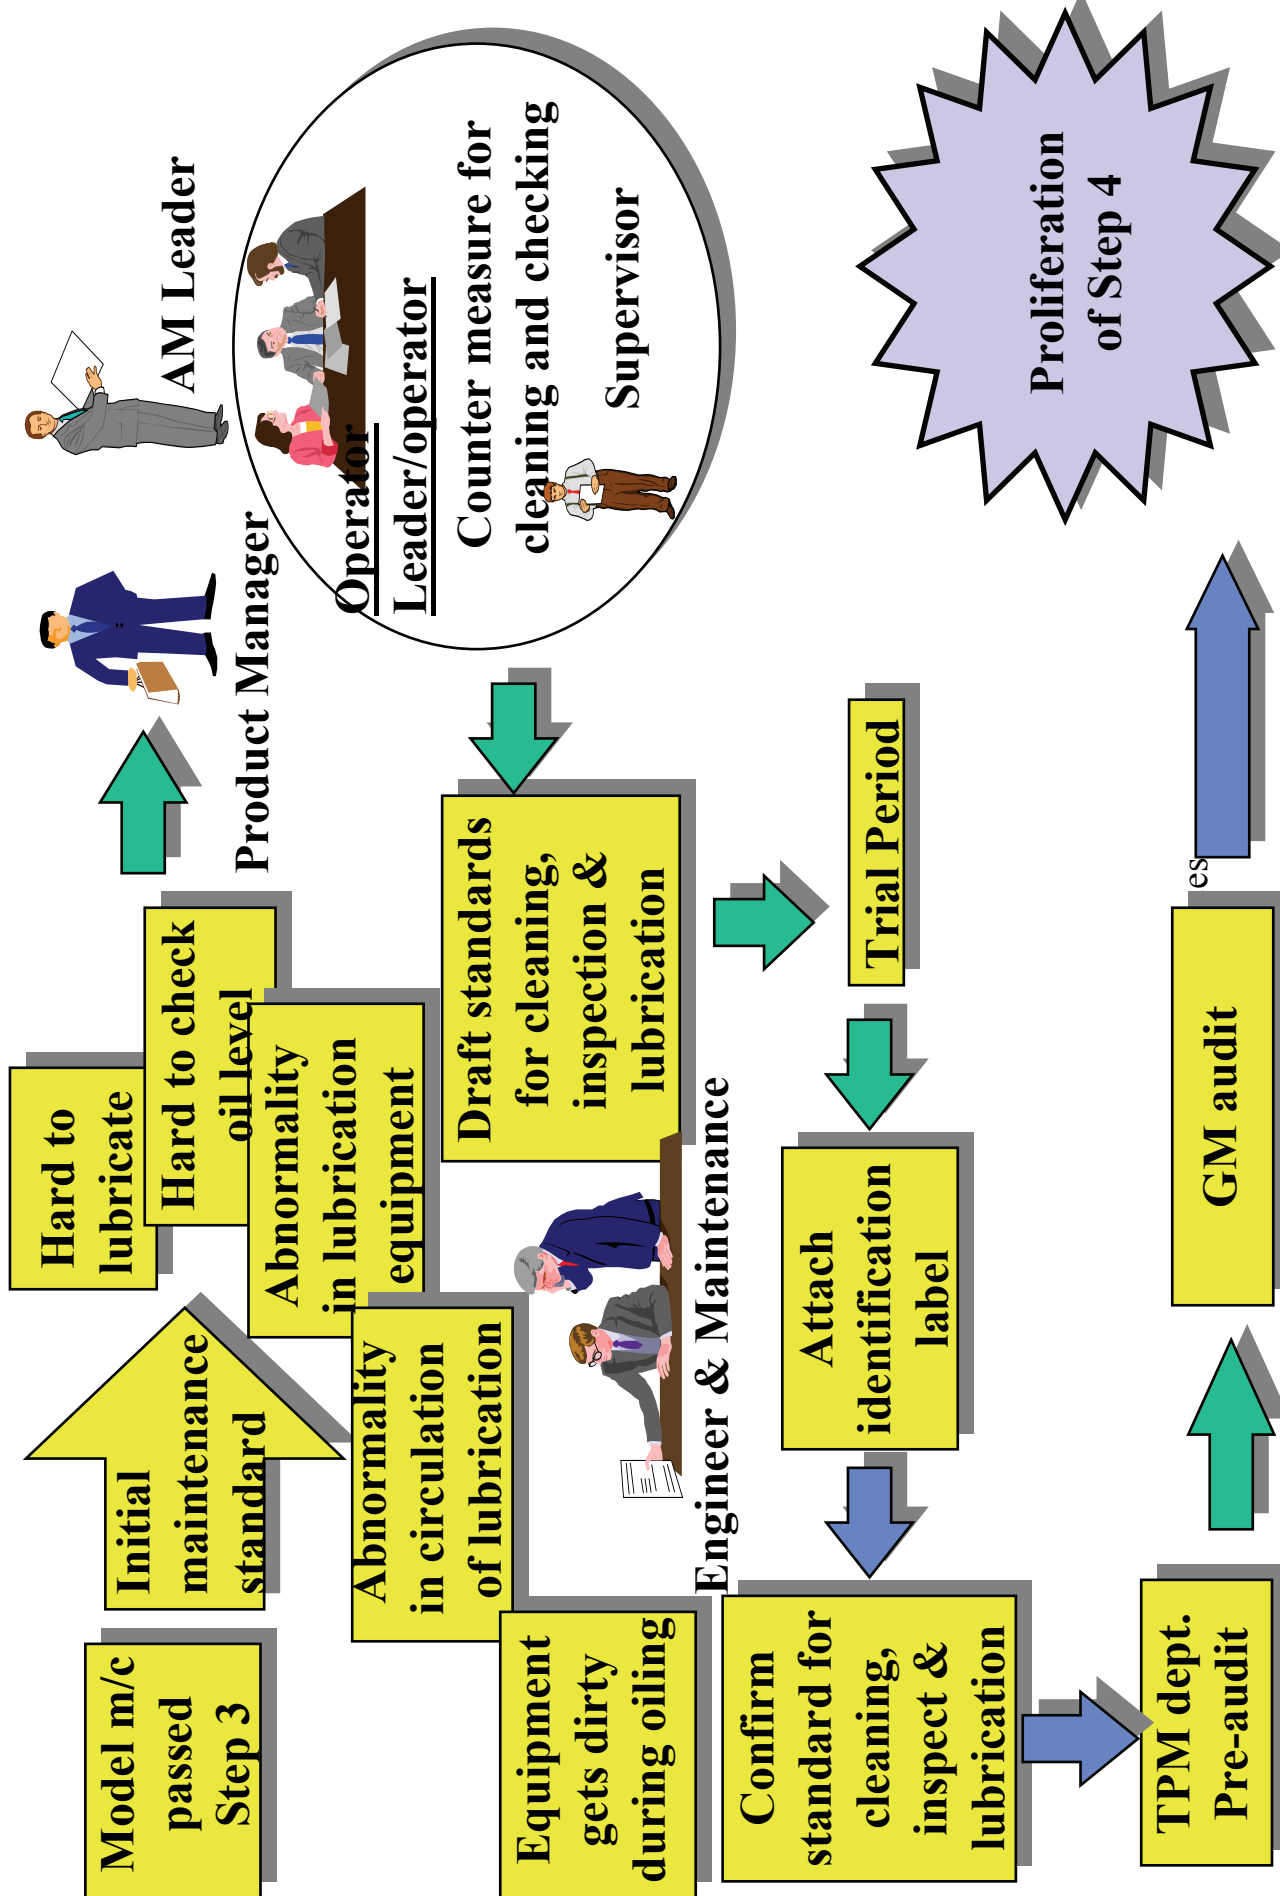 Model m/c
passed
Step 3
Initial
maintenance
standard
Hard to
lubricate
Hard to check
oil level
Abnormality
in lubrication
equipment
Abnormality
in circulation
of lubrication
Equipment
gets dirty
during oiling
Product Manager
AM Leader
Operator
Leader/operator
Counter measure for
cleaning and checking
Supervisor
Engineer & Maintenance
Draft standards
for cleaning,
inspection &
lubrication
Trial Period
Attach
identification
label
Confirm
standard for
cleaning,
inspect &
lubrication
TPM dept.
Pre-audit
GM audit
es
Proliferation
of Step 4